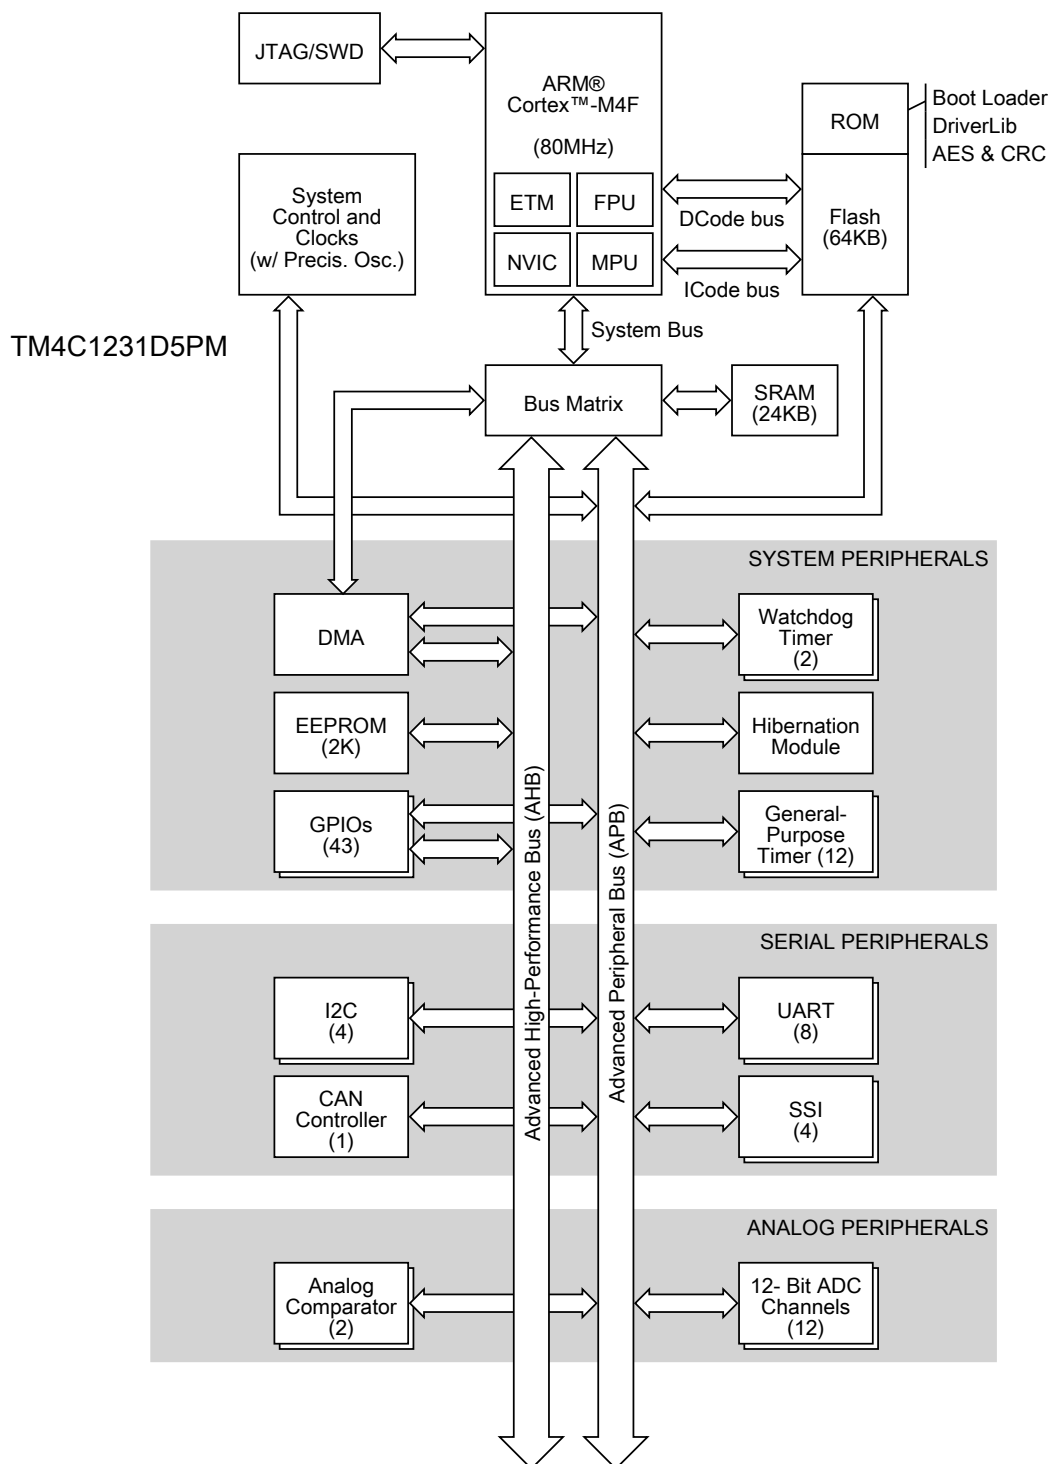 JTAG/SWD
ARM®
Cortex™-M4F
(80MHz)
ETM
FPU
NVIC
MPU
ROM
Boot Loader
DriverLib
AES & CRC
System
Control and
Clocks
(w/ Precis. Osc.)
DCode bus
Flash
(64KB)
ICode bus
TM4C1231D5PM
System Bus
Bus Matrix
SRAM
(24KB)
SYSTEM PERIPHERALS
DMA
Watchdog
Timer
(2)
EEPROM
(2K)
Hibernation
Module
GPIOs
(43)
General-
Purpose
Timer (12)
Advanced High-Performance Bus (AHB)
Advanced Peripheral Bus (APB)
SERIAL PERIPHERALS
I2C
(4)
UART
(8)
CAN
Controller
(1)
SSI
(4)
ANALOG PERIPHERALS
Analog
Comparator
(2)
12- Bit ADC
Channels
(12)